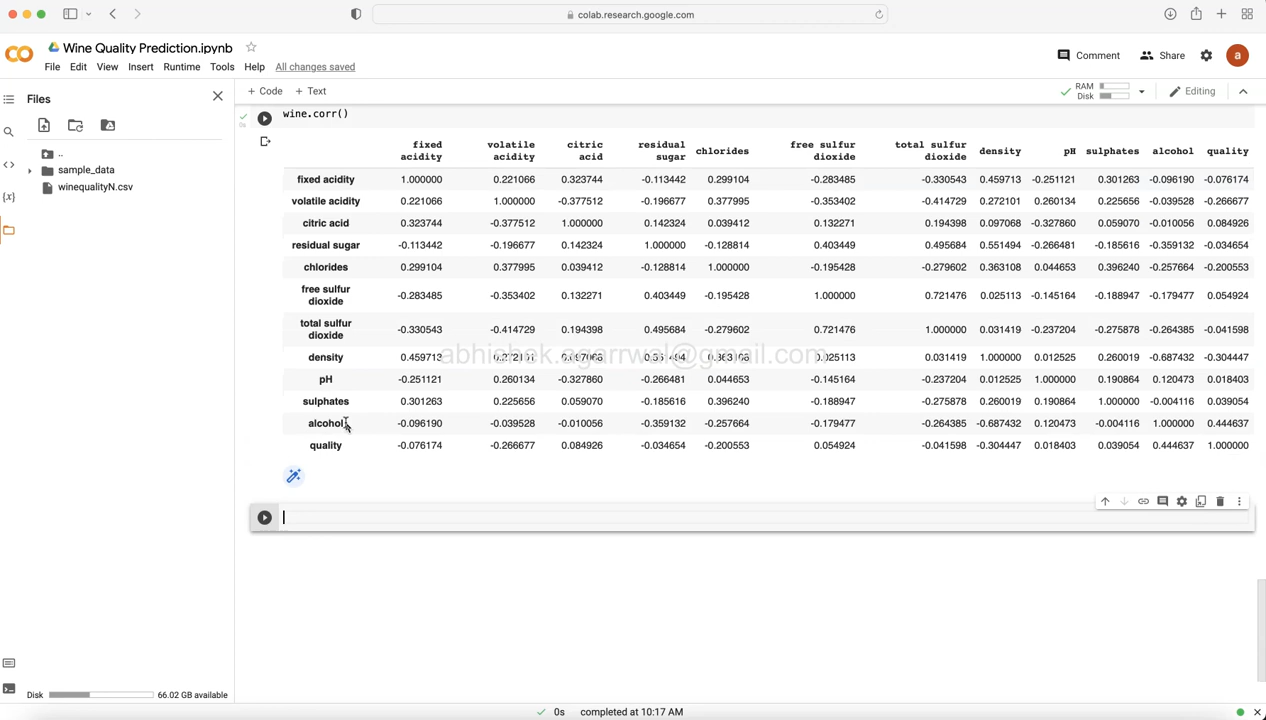 colab.research.google.com
Wine Quality Prediction.ipynb
File Edit View Insert Runtime Tools Help All changes saved
Comment Share a
Files
+ Code + Text
RAM
Disk
Editing
..
sample_data
winequalityN.csv
{x}
wine.corr()
0s
fixed acidity volatile acidity citric acid residual sugar chlorides free sulfur dioxide total sulfur dioxide density pH sulphates alcohol quality
fixed acidity 1.000000 0.221066 0.323744 -0.113442 0.299104 -0.283485 -0.330543 0.459713 -0.251121 0.301263 -0.096190 -0.076174
volatile acidity 0.221066 1.000000 -0.377512 -0.196677 0.377995 -0.353402 -0.414729 0.272101 0.260134 0.225656 -0.039528 -0.266677
citric acid 0.323744 -0.377512 1.000000 0.142324 0.039412 0.132271 0.194398 0.097068 -0.327860 0.059070 -0.010056 0.084926
residual sugar -0.113442 -0.196677 0.142324 1.000000 -0.128814 0.403449 0.495684 0.551494 -0.266481 -0.185616 -0.359132 -0.034654
chlorides 0.299104 0.377995 0.039412 -0.128814 1.000000 -0.195428 -0.279602 0.363108 0.044653 0.396240 -0.257664 -0.200553
free sulfur dioxide -0.283485 -0.353402 0.132271 0.403449 -0.195428 1.000000 0.721476 0.025113 -0.145164 -0.188947 -0.179477 0.054924
total sulfur dioxide -0.330543 -0.414729 0.194398 0.495684 -0.279602 0.721476 1.000000 0.031419 -0.237204 -0.275878 -0.264385 -0.041598
density 0.459713 0.272101 0.097068 0.551494 0.363108 0.025113 0.031419 1.000000 0.012525 0.260019 -0.687432 -0.304447
abhishek.agarrwal@gmail.com
pH -0.251121 0.260134 -0.327860 -0.266481 0.044653 -0.145164 -0.237204 0.012525 1.000000 0.190864 0.120473 0.018403
sulphates 0.301263 0.225656 0.059070 -0.185616 0.396240 -0.188947 -0.275878 0.260019 0.190864 1.000000 -0.004116 0.039054
alcohol -0.096190 -0.039528 -0.010056 -0.359132 -0.257664 -0.179477 -0.264385 -0.687432 0.120473 -0.004116 1.000000 0.444637
quality -0.076174 -0.266677 0.084926 -0.034654 -0.200553 0.054924 -0.041598 -0.304447 0.018403 0.039054 0.444637 1.000000
Disk 66.02 GB available
0s completed at 10:17 AM